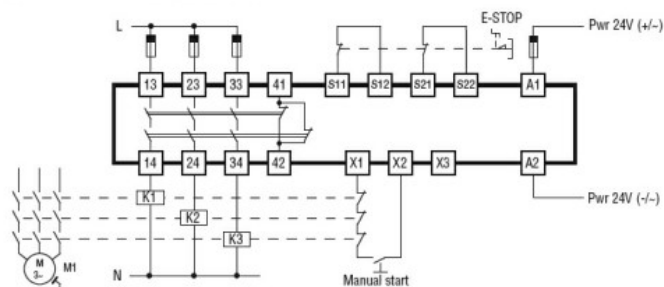 E-STOP
L
Pwr 24V (+/~)
13 23 33 41 S11 S12 S21 S22 A1
14 24 34 42 X1 X2 X3 A2
K1
Pwr 24V (-/~)
K2
K3
M
3~
M1
N
Manual start